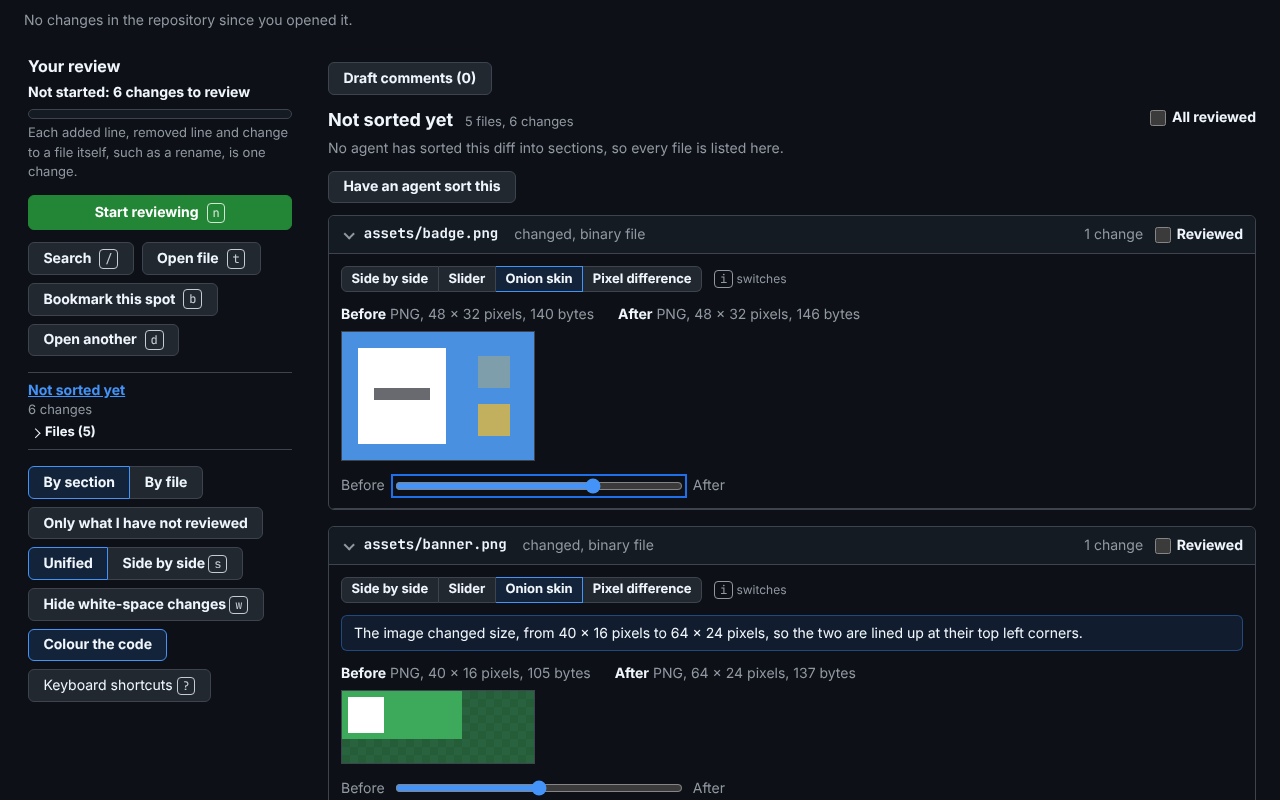 No changes in the repository since you opened it.
Your review
Not started: 6 changes to review
Each added line, removed line and change
to a file itself, such as a rename, is one
change.
Start reviewing n
Search / Open file t
Bookmark this spot b
Open another d
Not sorted yet
6 changes
Files (5)
By section By file
Only what I have not reviewed
Unified Side by side s
Hide white-space changes w
Colour the code
Keyboard shortcuts ?
Draft comments (0)
Not sorted yet 5 files, 6 changes All reviewed
No agent has sorted this diff into sections, so every file is listed here.
Have an agent sort this
assets/badge.png changed, binary file 1 change Reviewed
Side by side Slider Onion skin Pixel difference i switches
Before PNG, 48 × 32 pixels, 140 bytes After PNG, 48 × 32 pixels, 146 bytes
Before After
assets/banner.png changed, binary file 1 change Reviewed
Side by side Slider Onion skin Pixel difference i switches
The image changed size, from 40 × 16 pixels to 64 × 24 pixels, so the two are lined up at their top left corners.
Before PNG, 40 × 16 pixels, 105 bytes After PNG, 64 × 24 pixels, 137 bytes
Before After